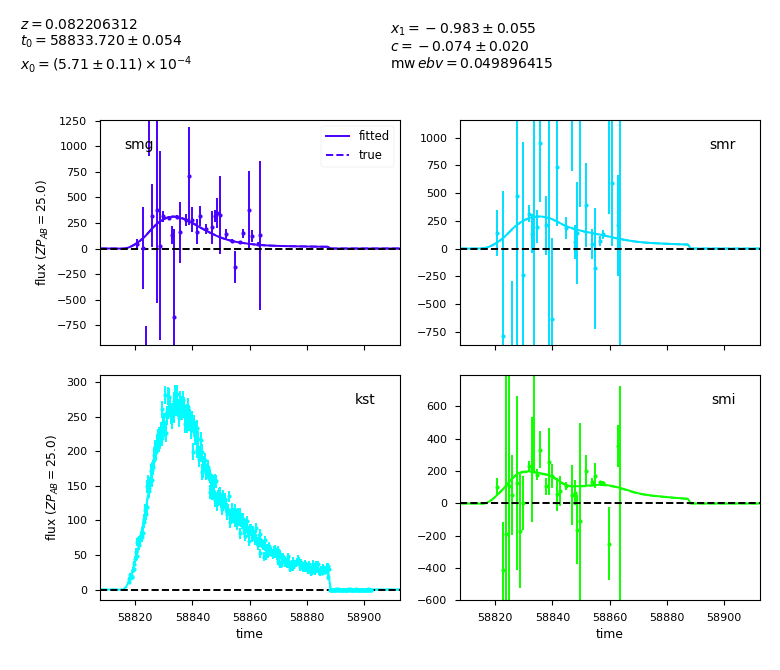 z = 0.082206312
t0 = 58833.720 ± 0.054
x0 = (5.71 ± 0.11) × 10^−4
x1 = −0.983 ± 0.055
c = −0.074 ± 0.020
mw ebv = 0.049896415
smg
fitted
true
flux (ZP_AB = 25.0)
1250
1000
750
500
250
0
−250
−500
−750
smr
1000
750
500
250
0
−250
−500
−750
kst
flux (ZP_AB = 25.0)
300
250
200
150
100
50
0
58820 58840 58860 58880 58900
time
smi
600
400
200
0
−200
−400
−600
58820 58840 58860 58880 58900
time